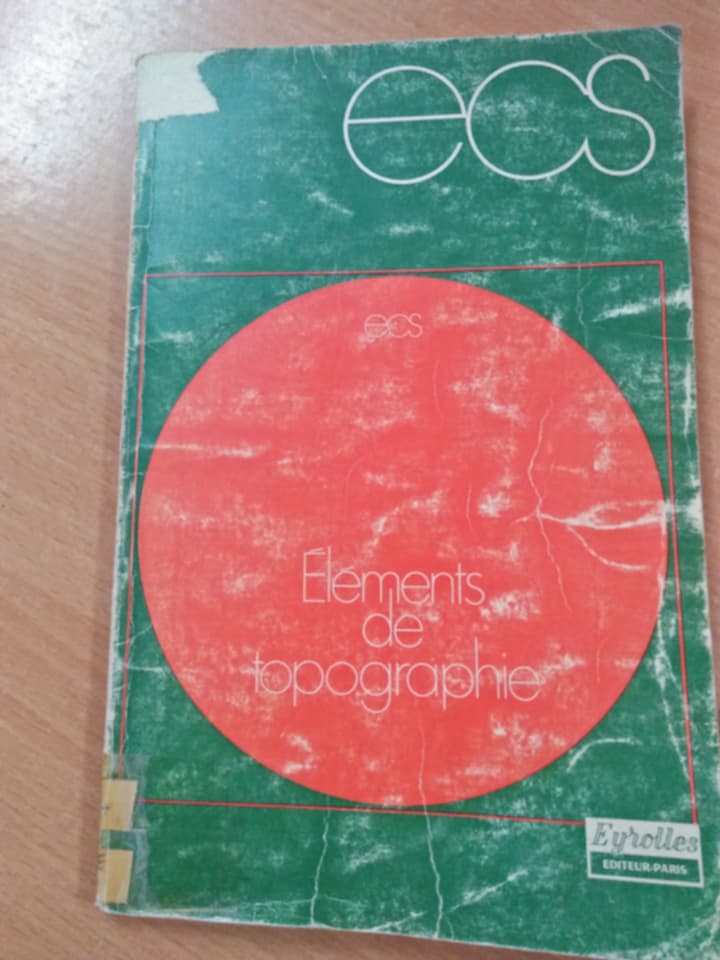 ecs
ecs
Éléments
de
topographie
Eyrolles
EDITEUR-PARIS